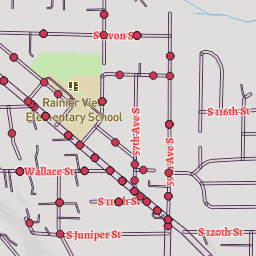 S Avon St
Rainier View
Elementary School
S 116th St
57th Ave S
59th Ave S
Wallace St
S 118th St
S Juniper St
S 120th St